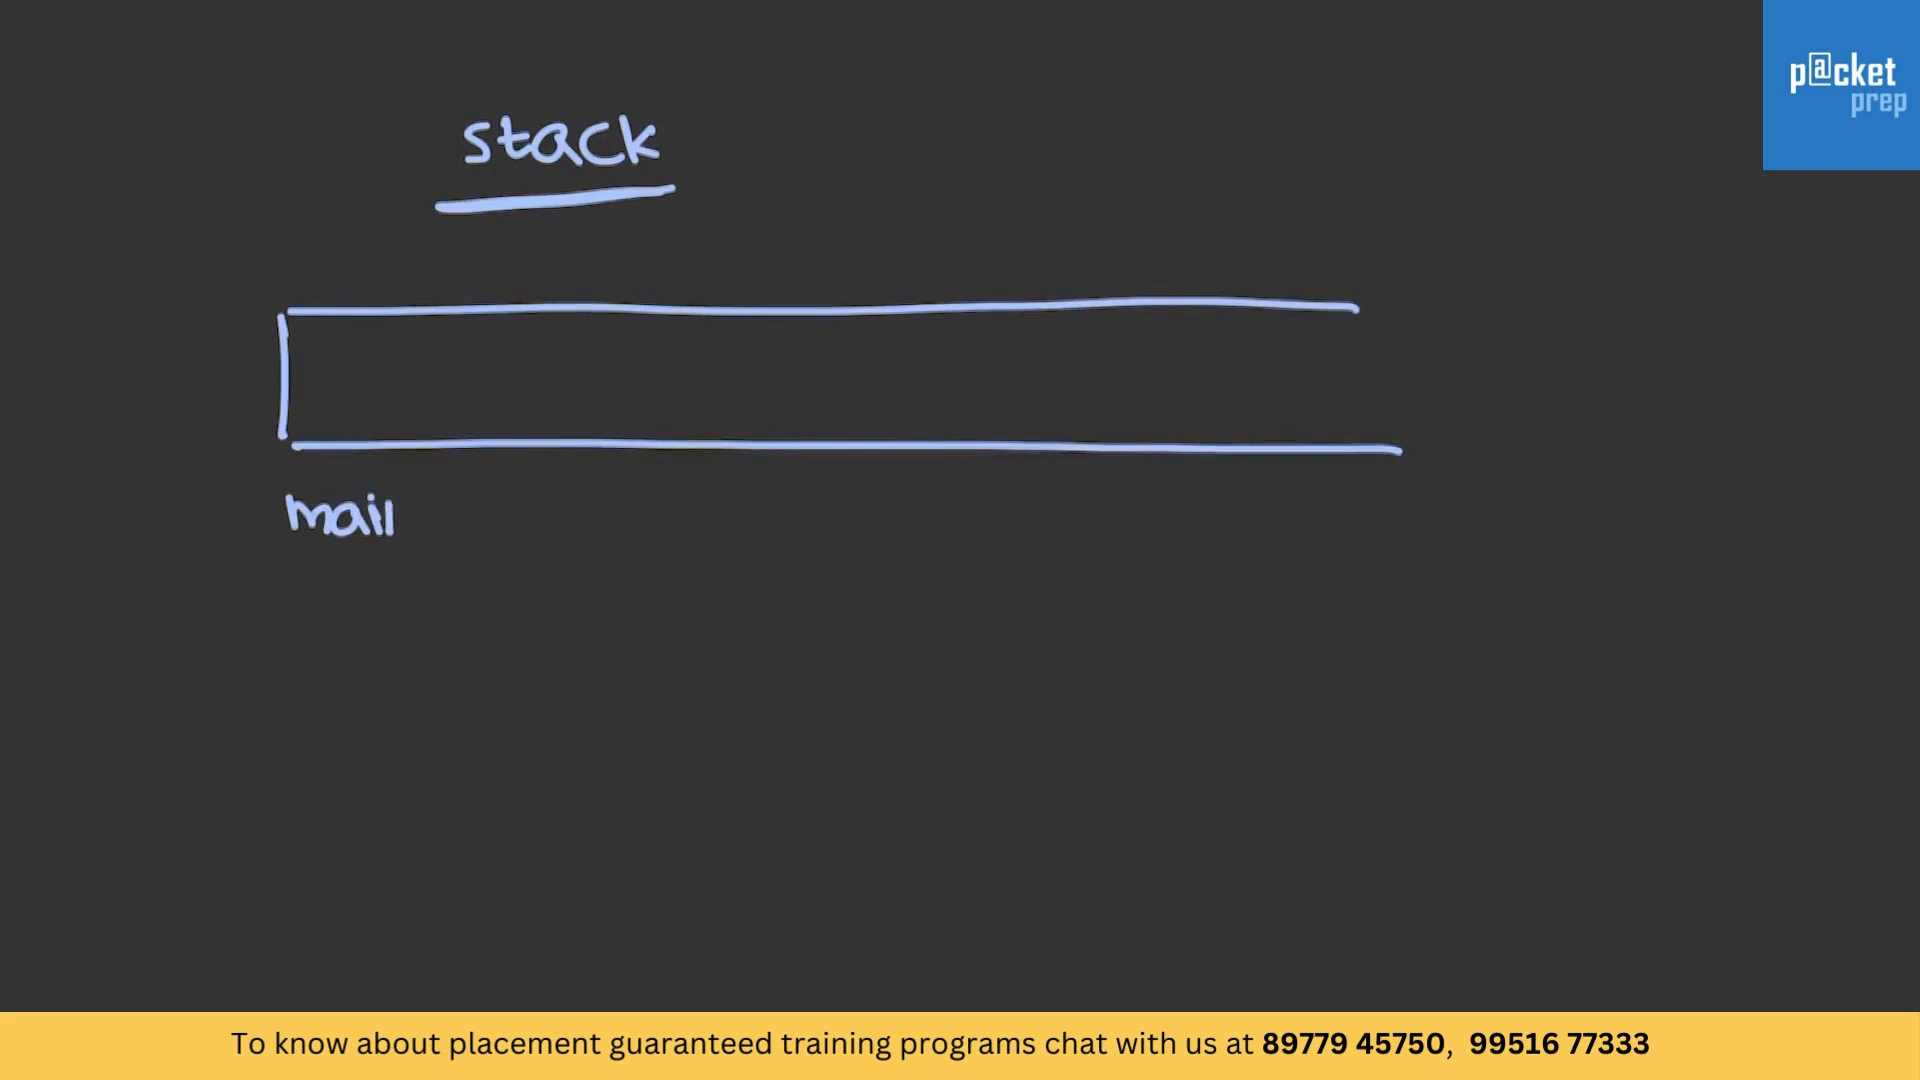 p@cket
prep
stack
mail
To know about placement guaranteed training programs chat with us at 89779 45750, 99516 77333